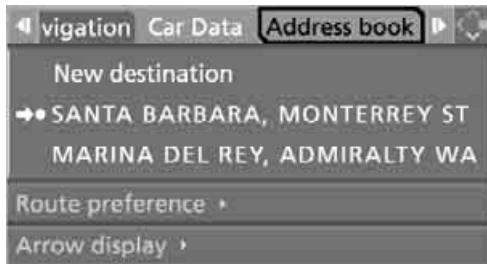 vigation Car Data Address book
New destination
SANTA BARBARA, MONTERREY ST
MARINA DEL REY, ADMIRALTY WA
Route preference
Arrow display